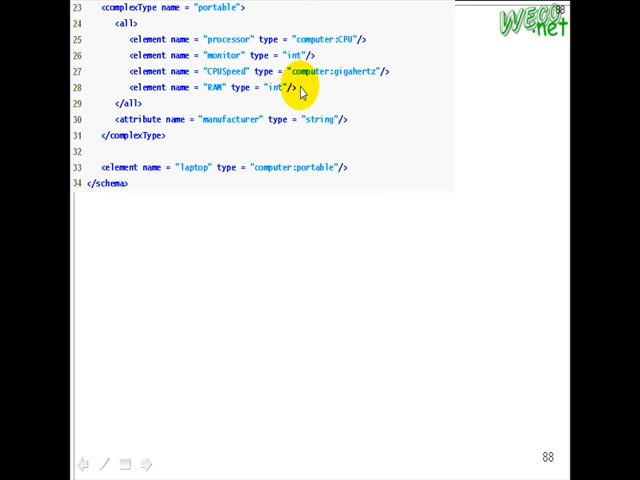 88
WECO
.net
23 <complexType name = "portable">
24 <all>
25 <element name = "processor" type = "computer:CPU"/>
26 <element name = "monitor" type = "int"/>
27 <element name = "CPUSpeed" type = "computer:gigahertz"/>
28 <element name = "RAM" type = "int"/>
29 </all>
30 <attribute name = "manufacturer" type = "string"/>
31 </complexType>
32
33 <element name = "laptop" type = "computer:portable"/>
34 </schema>
88